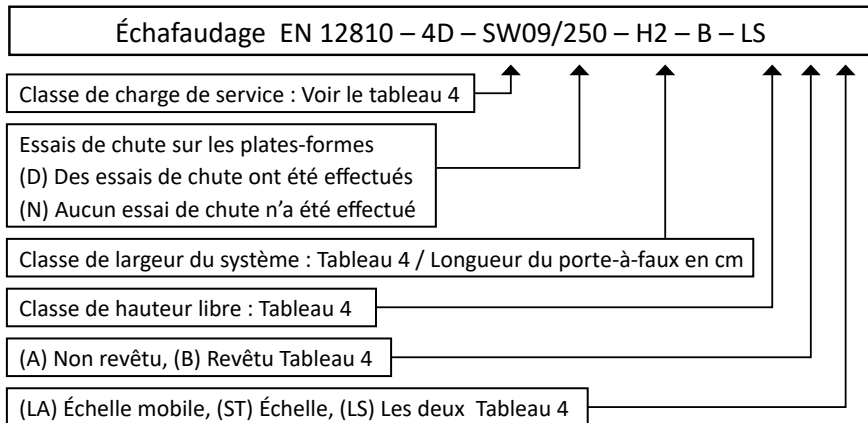 Échafaudage EN 12810 – 4D – SW09/250 – H2 – B – LS
Classe de charge de service : Voir le tableau 4
Essais de chute sur les plates-formes
(D) Des essais de chute ont été effectués
(N) Aucun essai de chute n’a été effectué
Classe de largeur du système : Tableau 4 / Longueur du porte-à-faux en cm
Classe de hauteur libre : Tableau 4
(A) Non revêtu, (B) Revêtu Tableau 4
(LA) Échelle mobile, (ST) Échelle, (LS) Les deux Tableau 4